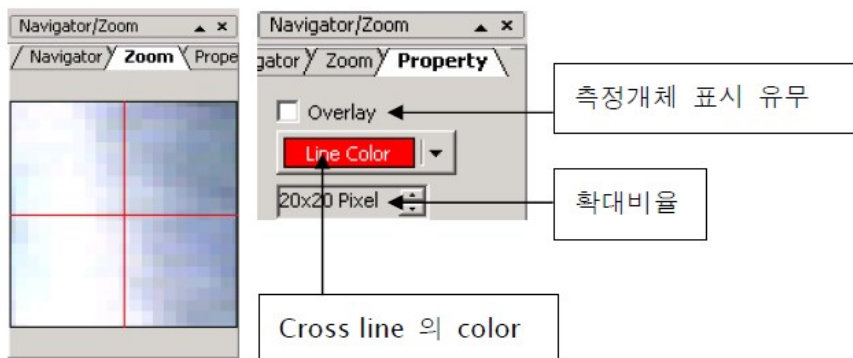 Navigator/Zoom
Navigator Zoom Prope
Navigator/Zoom
gator Zoom Property
Overlay
측정개체 표시 유무
Line Color
20x20 Pixel
확대비율
Cross line 의 color